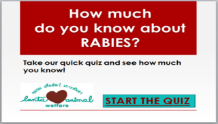 How much
do you know about
RABIES?
Take our quick quiz and see how much
you know!
lanta animal
welfare
START THE QUIZ